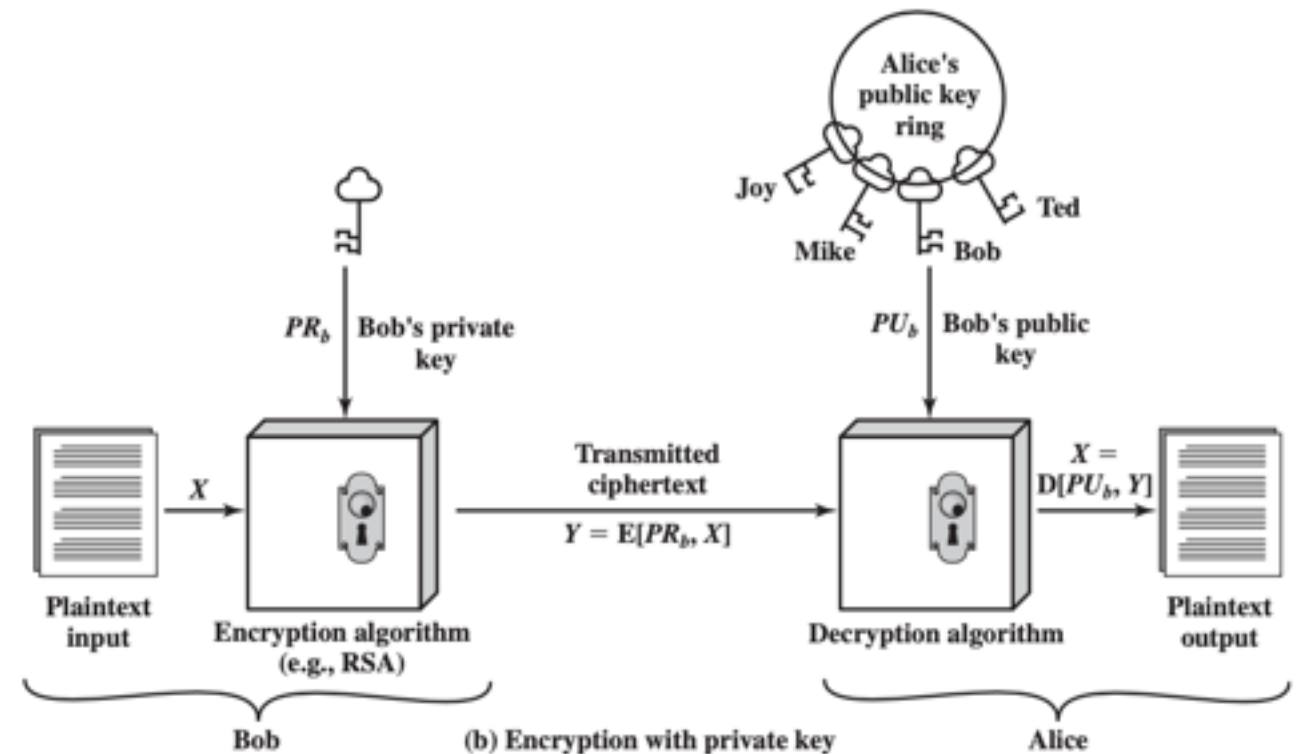 Alice's
public key
ring
Joy
Ted
Mike
Bob
PR_b
Bob's private
key
PU_b
Bob's public
key
X
Transmitted
ciphertext
Y = E[PR_b, X]
X =
D[PU_b, Y]
Plaintext
input
Encryption algorithm
(e.g., RSA)
Decryption algorithm
Plaintext
output
Bob
(b) Encryption with private key
Alice